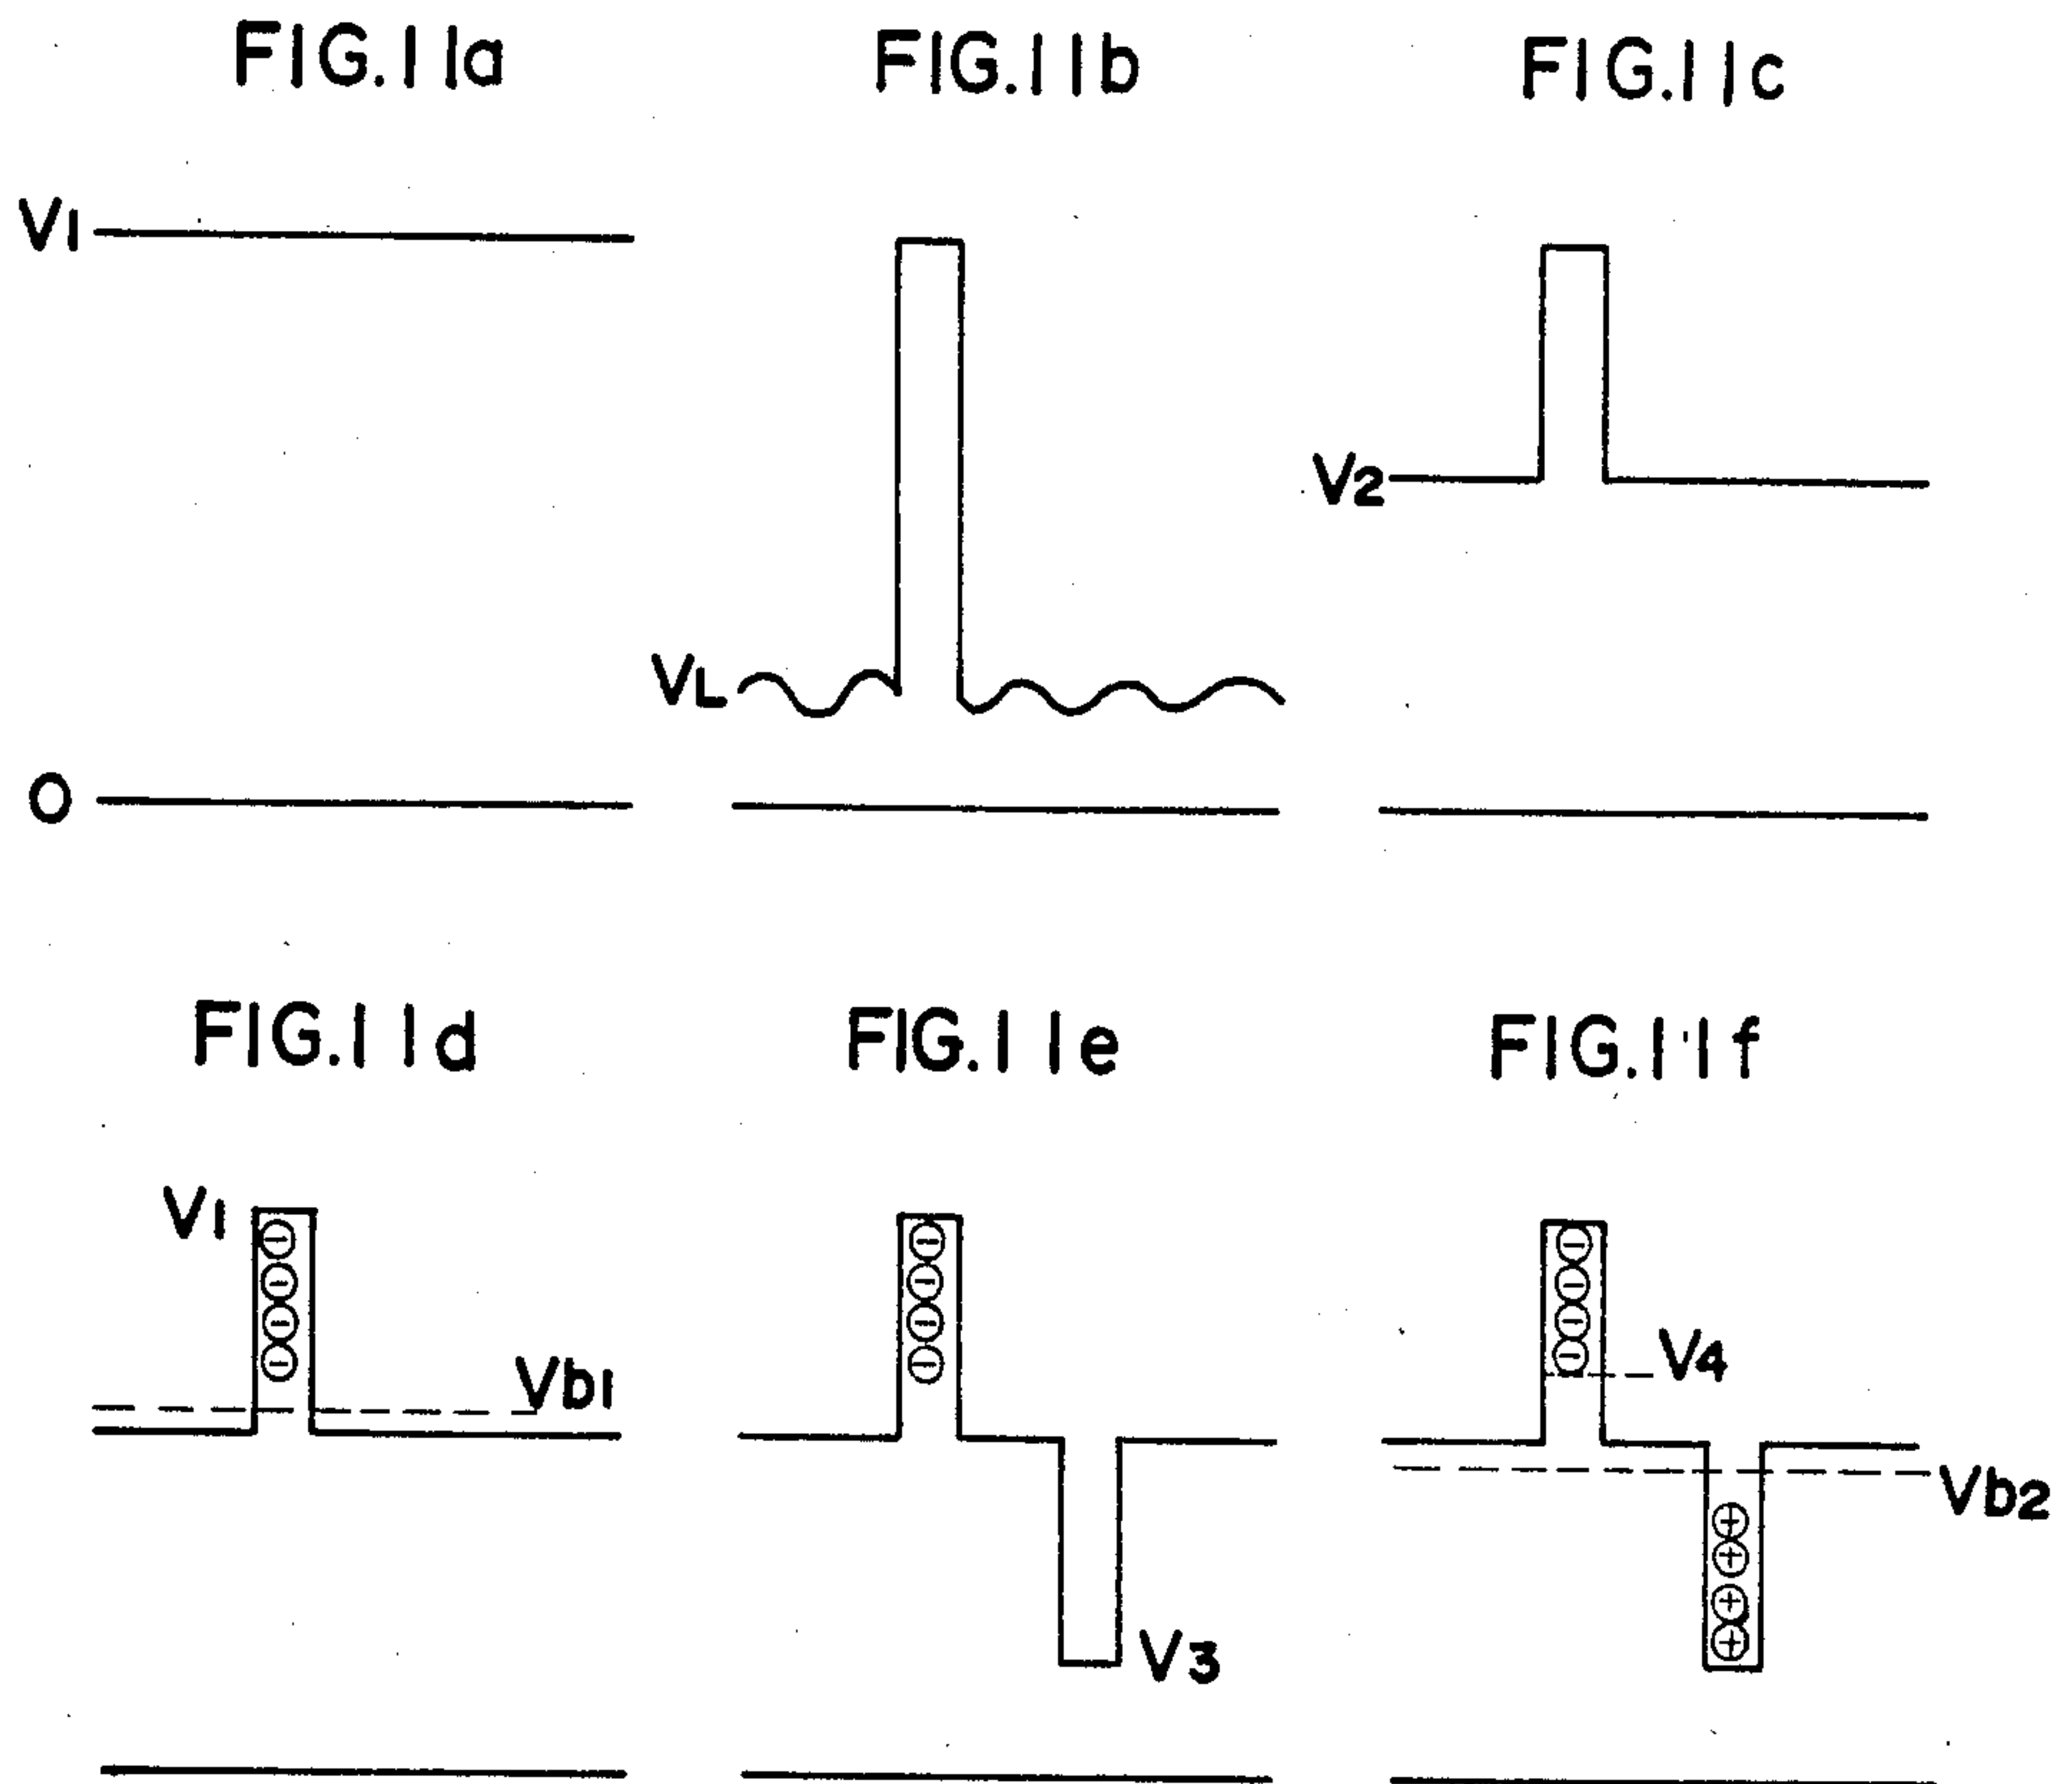 FIG.11a
FIG.11b
FIG.11c
V1
V2
VL
0
FIG.11d
FIG.11e
FIG.11f
V1
Vb1
V4
Vb2
V3